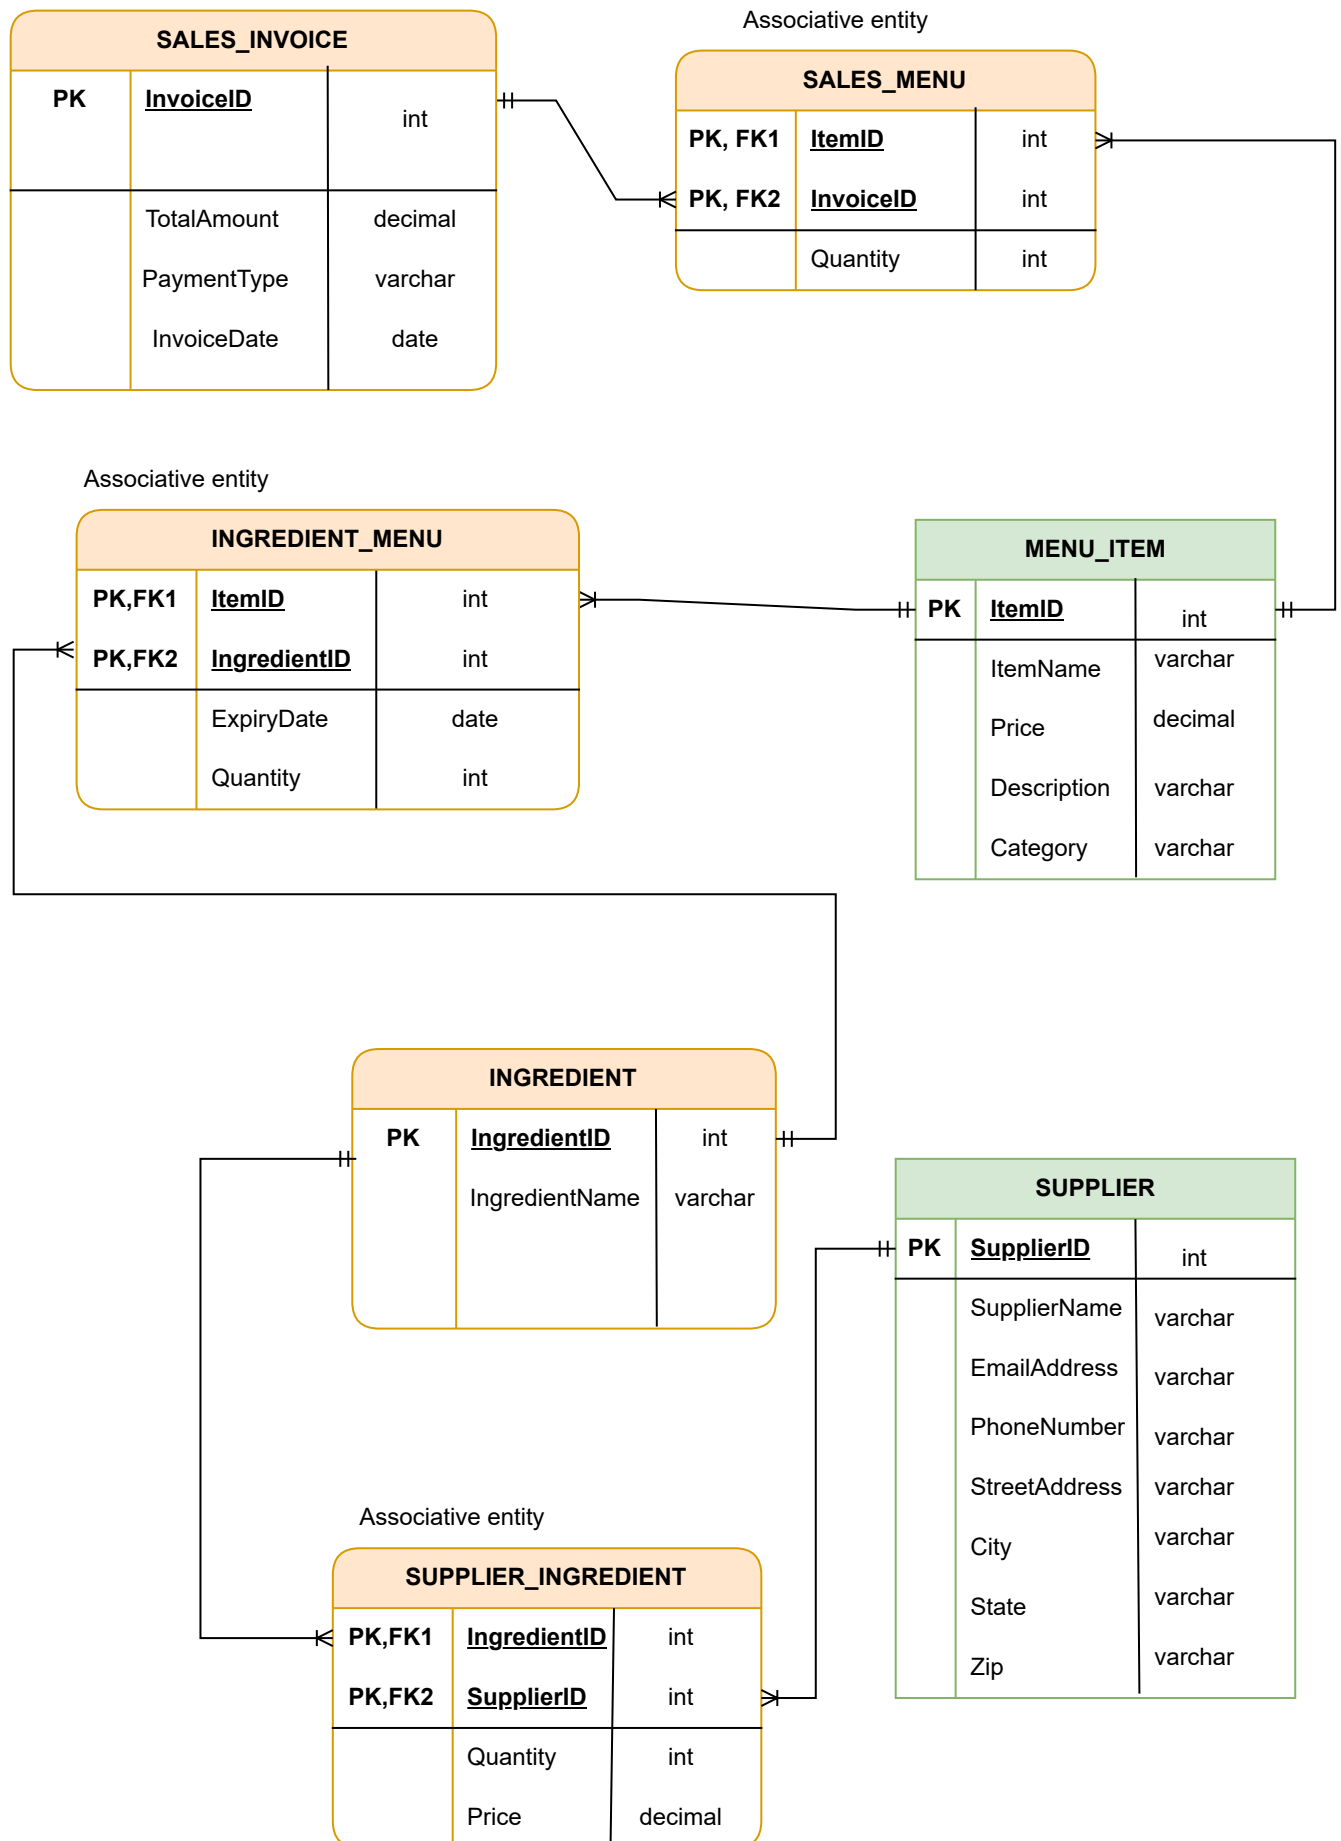 Associative entity
SALES_INVOICE
PK InvoiceID int
TotalAmount decimal
PaymentType varchar
InvoiceDate date
SALES_MENU
PK, FK1 ItemID int
PK, FK2 InvoiceID int
Quantity int
Associative entity
INGREDIENT_MENU
PK,FK1 ItemID int
PK,FK2 IngredientID int
ExpiryDate date
Quantity int
MENU_ITEM
PK ItemID int
ItemName varchar
Price decimal
Description varchar
Category varchar
INGREDIENT
PK IngredientID int
IngredientName varchar
SUPPLIER
PK SupplierID int
SupplierName varchar
EmailAddress varchar
PhoneNumber varchar
StreetAddress varchar
City varchar
State varchar
Zip varchar
Associative entity
SUPPLIER_INGREDIENT
PK,FK1 IngredientID int
PK,FK2 SupplierID int
Quantity int
Price decimal